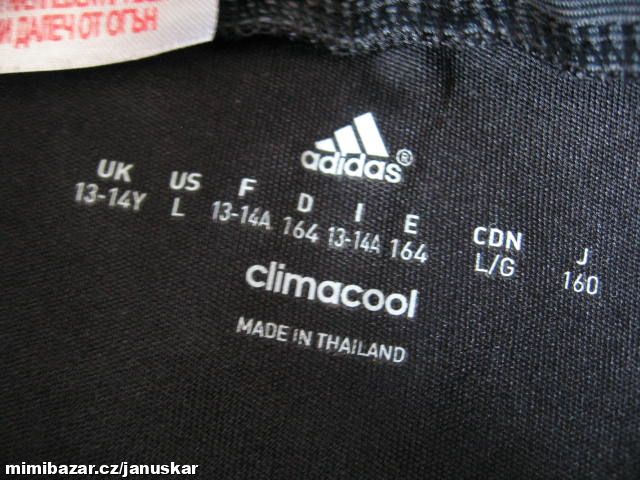 И ДАЛЕЧ ОТ ОГЪН
adidas®
UK US F D I E CDN J
13-14Y L 13-14A 164 13-14A 164 L/G 160
climacool
MADE IN THAILAND
mimibazar.cz/januskar